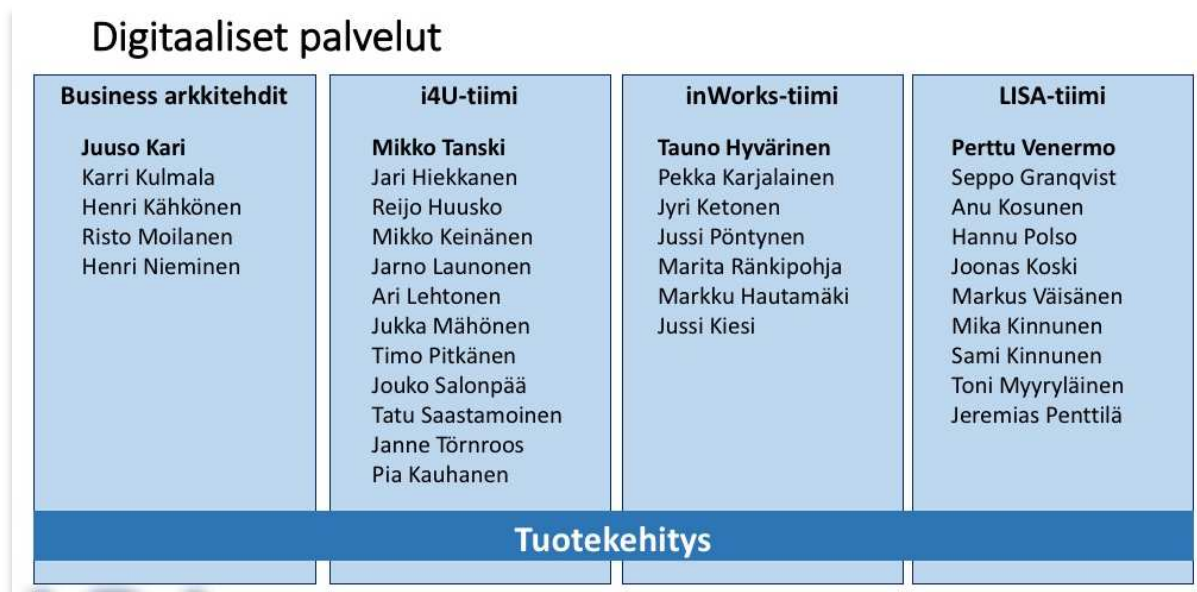 Digitaaliset palvelut
Business arkkitehdit
Juuso Kari
Karri Kulmala
Henri Kähkönen
Risto Moilanen
Henri Nieminen
i4U-tiimi
Mikko Tanski
Jari Hiekkanen
Reijo Huusko
Mikko Keinänen
Jarno Launonen
Ari Lehtonen
Jukka Mähönen
Timo Pitkänen
Jouko Salonpää
Tatu Saastamoinen
Janne Törnroos
Pia Kauhanen
inWorks-tiimi
Tauno Hyvärinen
Pekka Karjalainen
Jyri Ketonen
Jussi Pöntynen
Marita Ränkipohja
Markku Hautamäki
Jussi Kiesi
LISA-tiimi
Perttu Venermo
Seppo Granqvist
Anu Kosunen
Hannu Polso
Joonas Koski
Markus Väisänen
Mika Kinnunen
Sami Kinnunen
Toni Myyryläinen
Jeremias Penttilä
Tuotekehitys